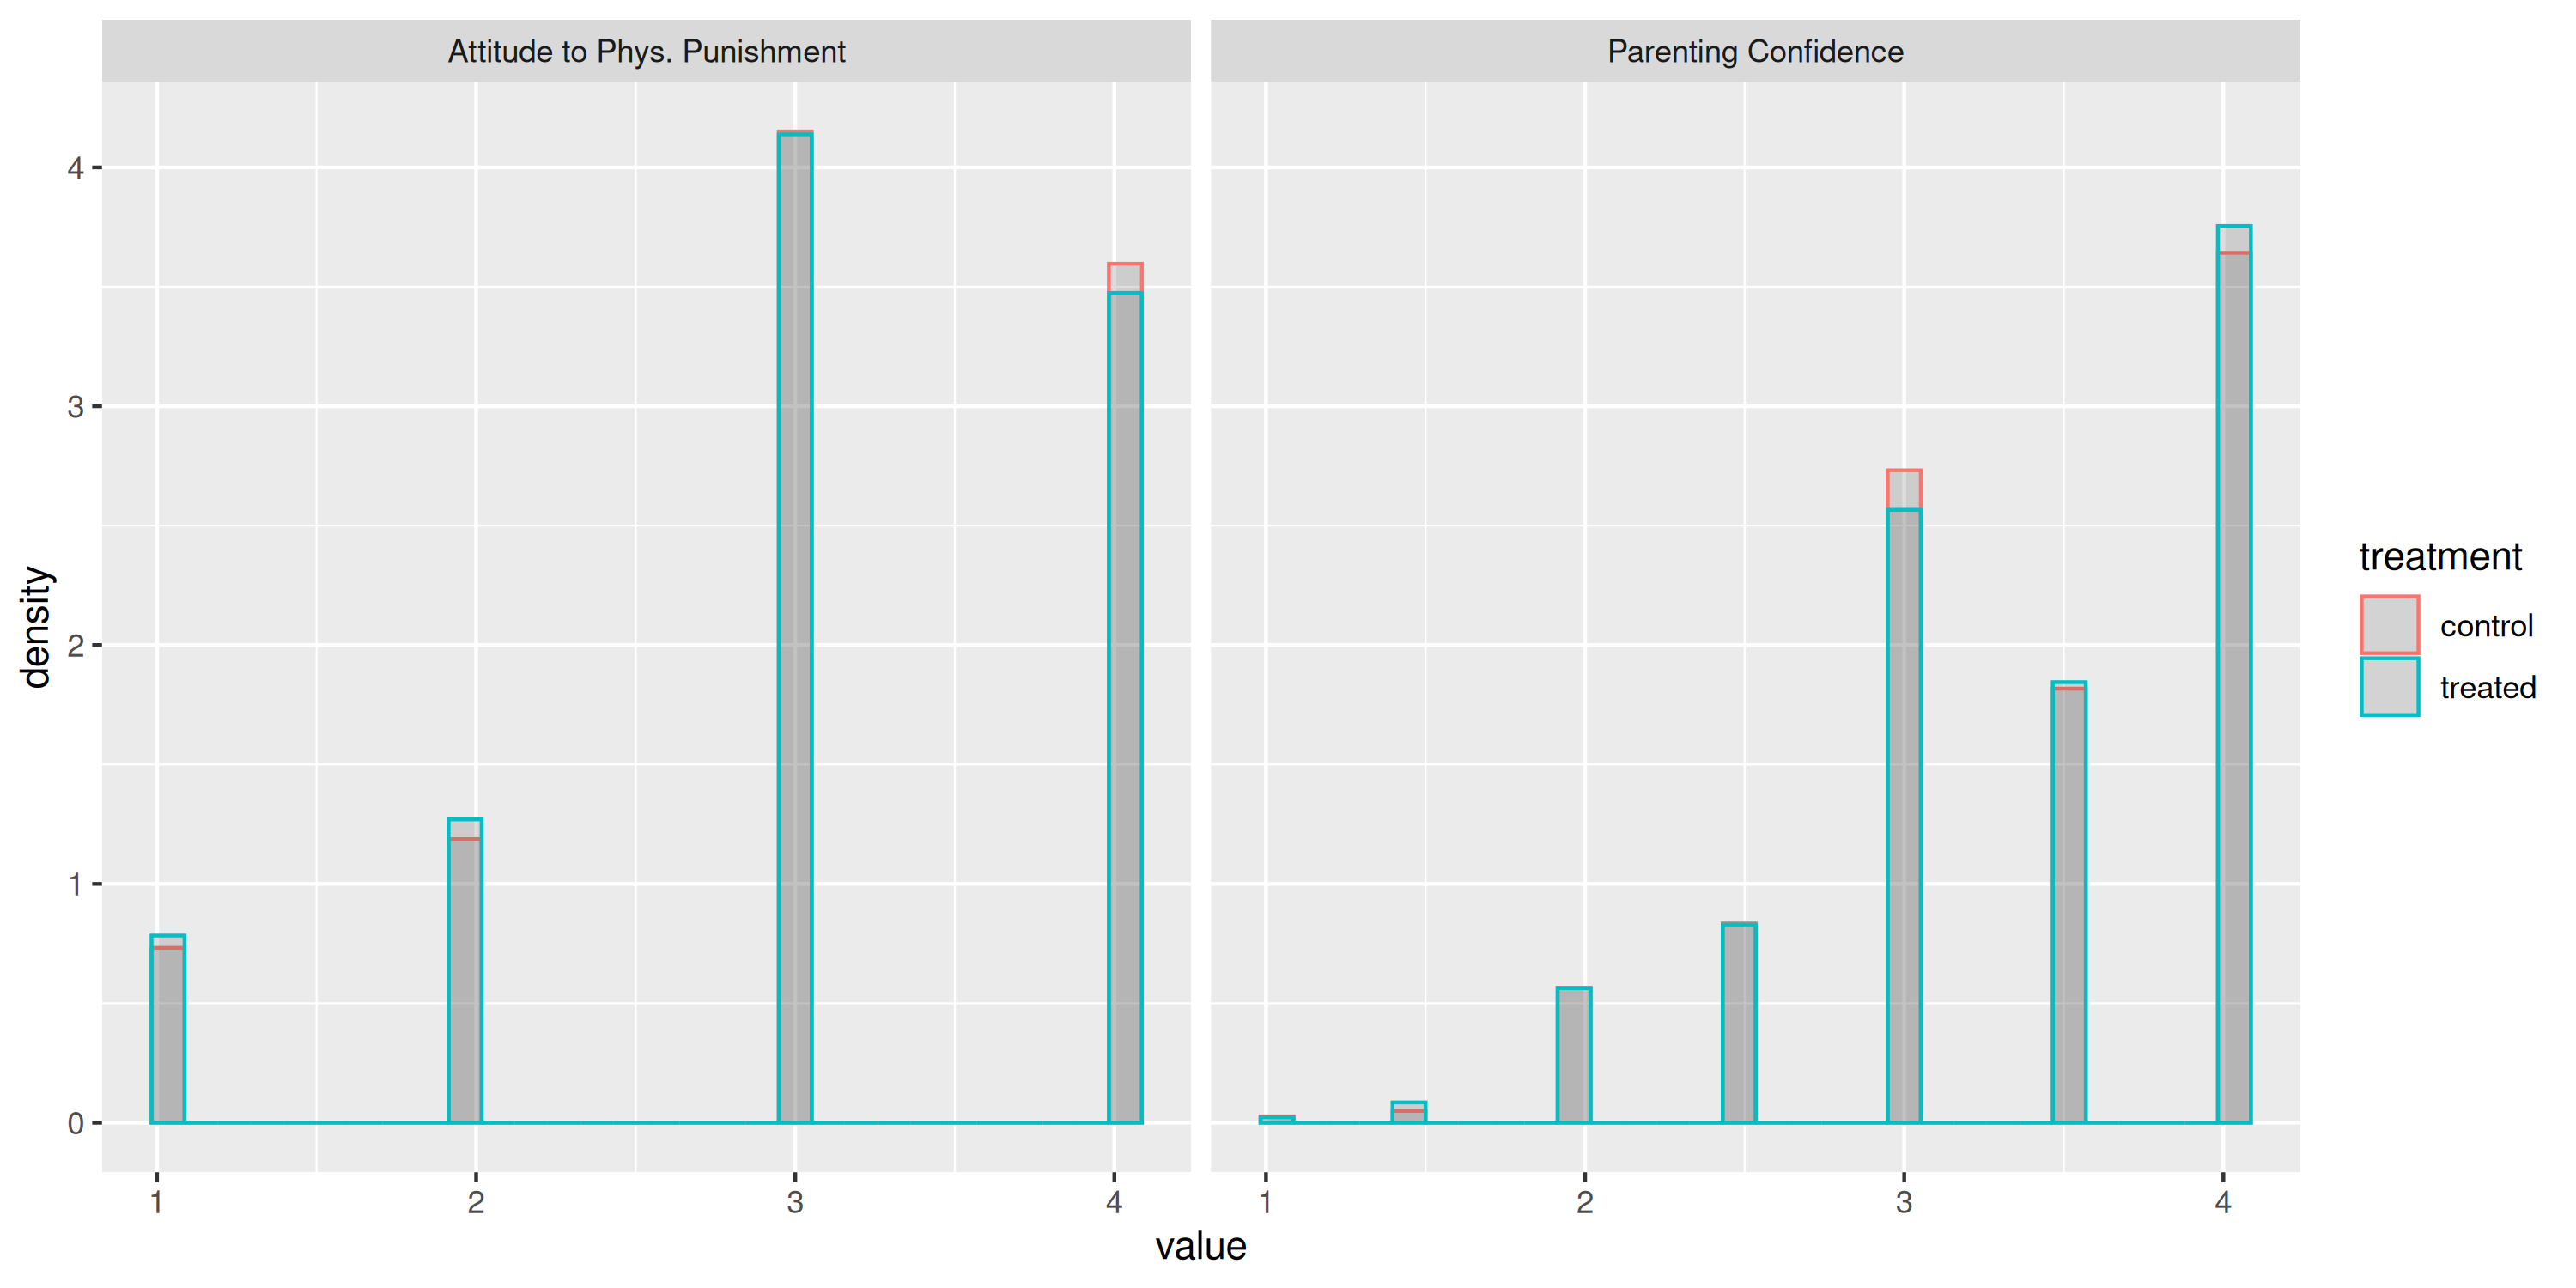 Attitude to Phys. Punishment
Parenting Confidence
density
4
3
2
1
0
1 2 3 4
1 2 3 4
value
treatment
control
treated